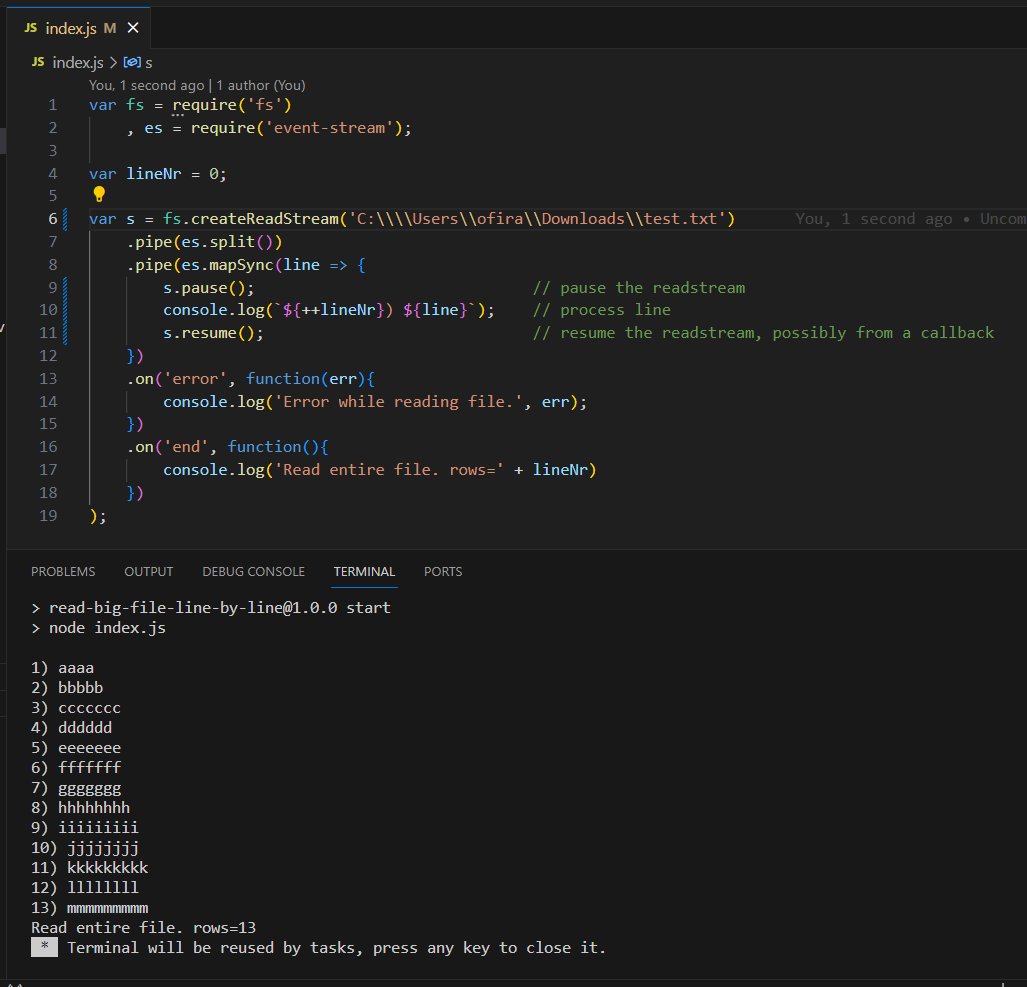 JS index.js M ×
JS index.js > s
You, 1 second ago | 1 author (You)
1 var fs = require('fs')
2 , es = require('event-stream');
3
4 var lineNr = 0;
5
6 var s = fs.createReadStream('C:\\\\Users\\ofira\\Downloads\\test.txt') You, 1 second ago • Uncom
7 .pipe(es.split())
8 .pipe(es.mapSync(line => {
9 s.pause(); // pause the readstream
10 console.log(`${++lineNr}) ${line}`); // process line
11 s.resume(); // resume the readstream, possibly from a callback
12 })
13 .on('error', function(err){
14 console.log('Error while reading file.', err);
15 })
16 .on('end', function(){
17 console.log('Read entire file. rows=' + lineNr)
18 })
19 );
PROBLEMS OUTPUT DEBUG CONSOLE TERMINAL PORTS
> read-big-file-line-by-line@1.0.0 start
> node index.js
1) aaaa
2) bbbbb
3) ccccccc
4) dddddd
5) eeeeeee
6) fffffff
7) ggggggg
8) hhhhhhhh
9) iiiiiiiii
10) jjjjjjjj
11) kkkkkkkkk
12) llllllll
13) mmmmmmmmm
Read entire file. rows=13
* Terminal will be reused by tasks, press any key to close it.